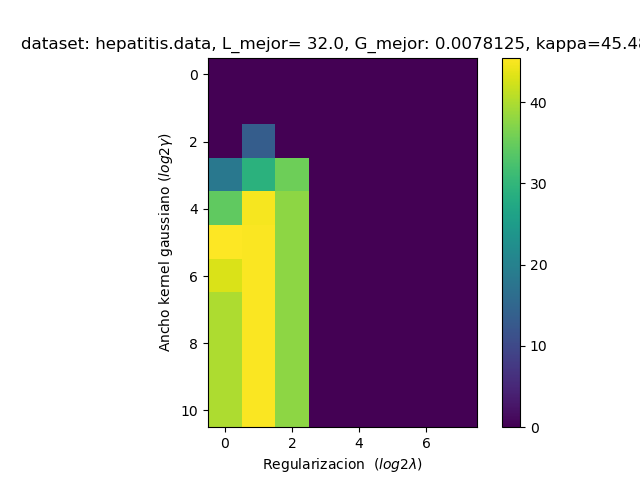 dataset: hepatitis.data, L_mejor= 32.0, G_mejor: 0.0078125, kappa=45.48
0
2
4
6
8
10
Ancho kernel gaussiano (log2γ)
0 2 4 6
Regularizacion (log2λ)
40
30
20
10
0